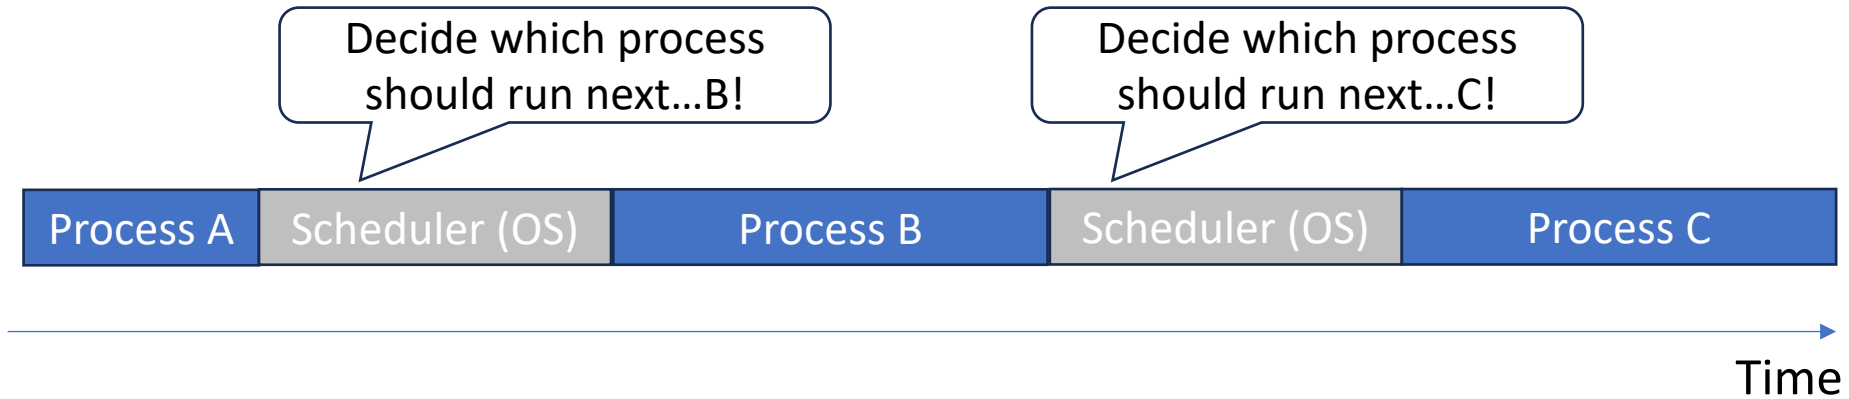 Decide which process
should run next...B!
Decide which process
should run next...C!
Process A
Scheduler (OS)
Process B
Scheduler (OS)
Process C
Time